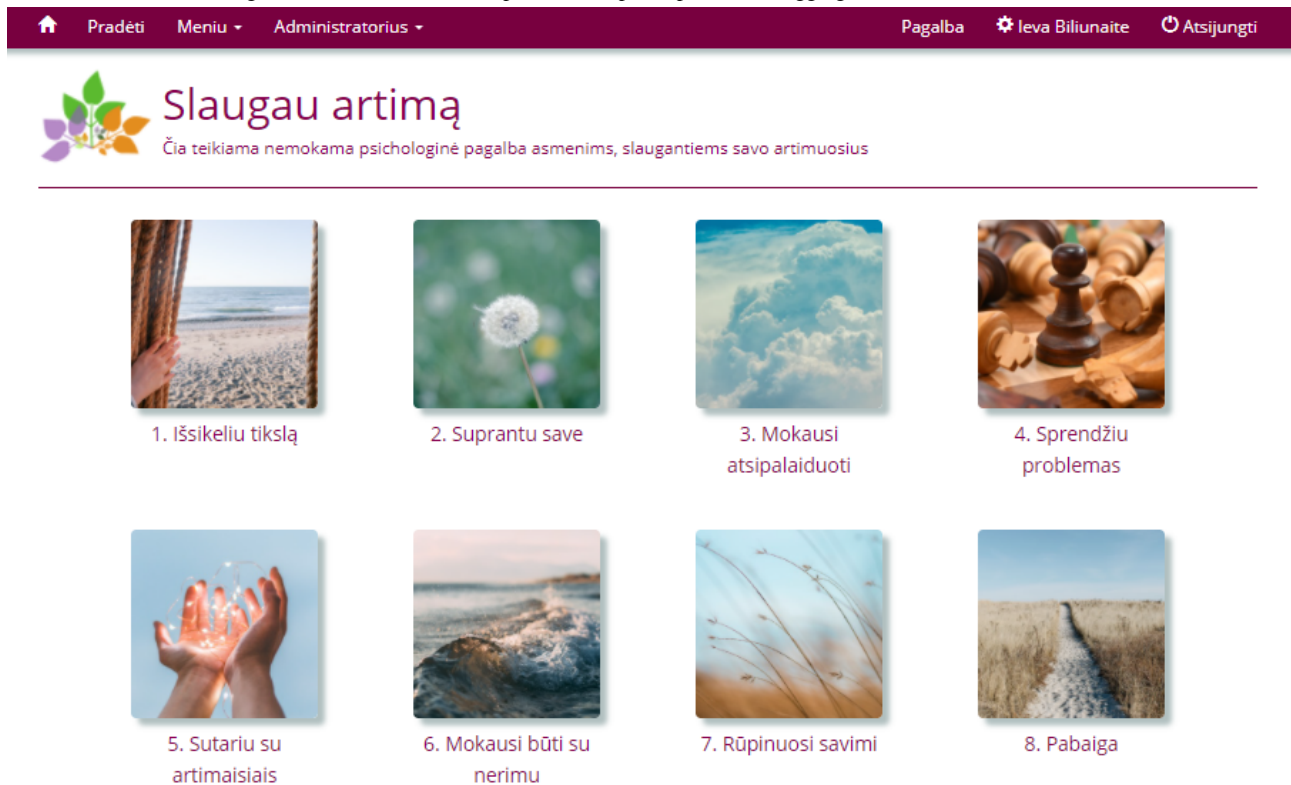 Pradėti Meniu Administratorius Pagalba Ieva Biliunaite Atsijungti
Slaugau artimą
Čia teikiama nemokama psichologinė pagalba asmenims, slaugantiems savo artimuosius
1. Išsikeliu tikslą
2. Suprantu save
3. Mokausi
atsipalaiduoti
4. Sprendžiu
problemas
5. Sutariu su
artimaisiais
6. Mokausi būti su
nerimu
7. Rūpinuosi savimi
8. Pabaiga